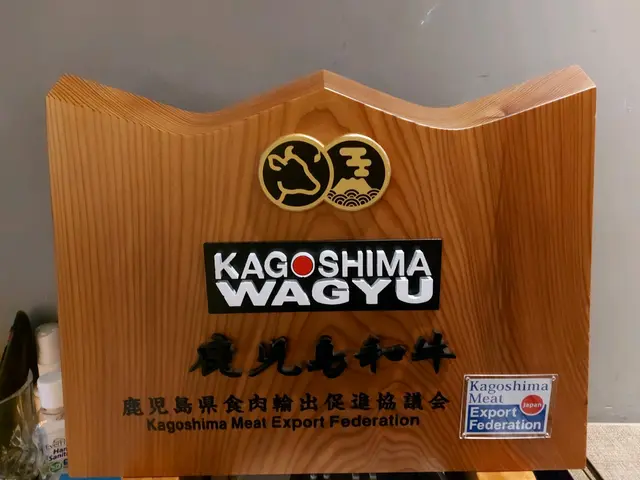 KAGOSHIMA
WAGYU
鹿児島和牛
鹿児島県食肉輸出促進協議会
Kagoshima Meat Export Federation
Kagoshima
Meat
Export
Japan
Federation